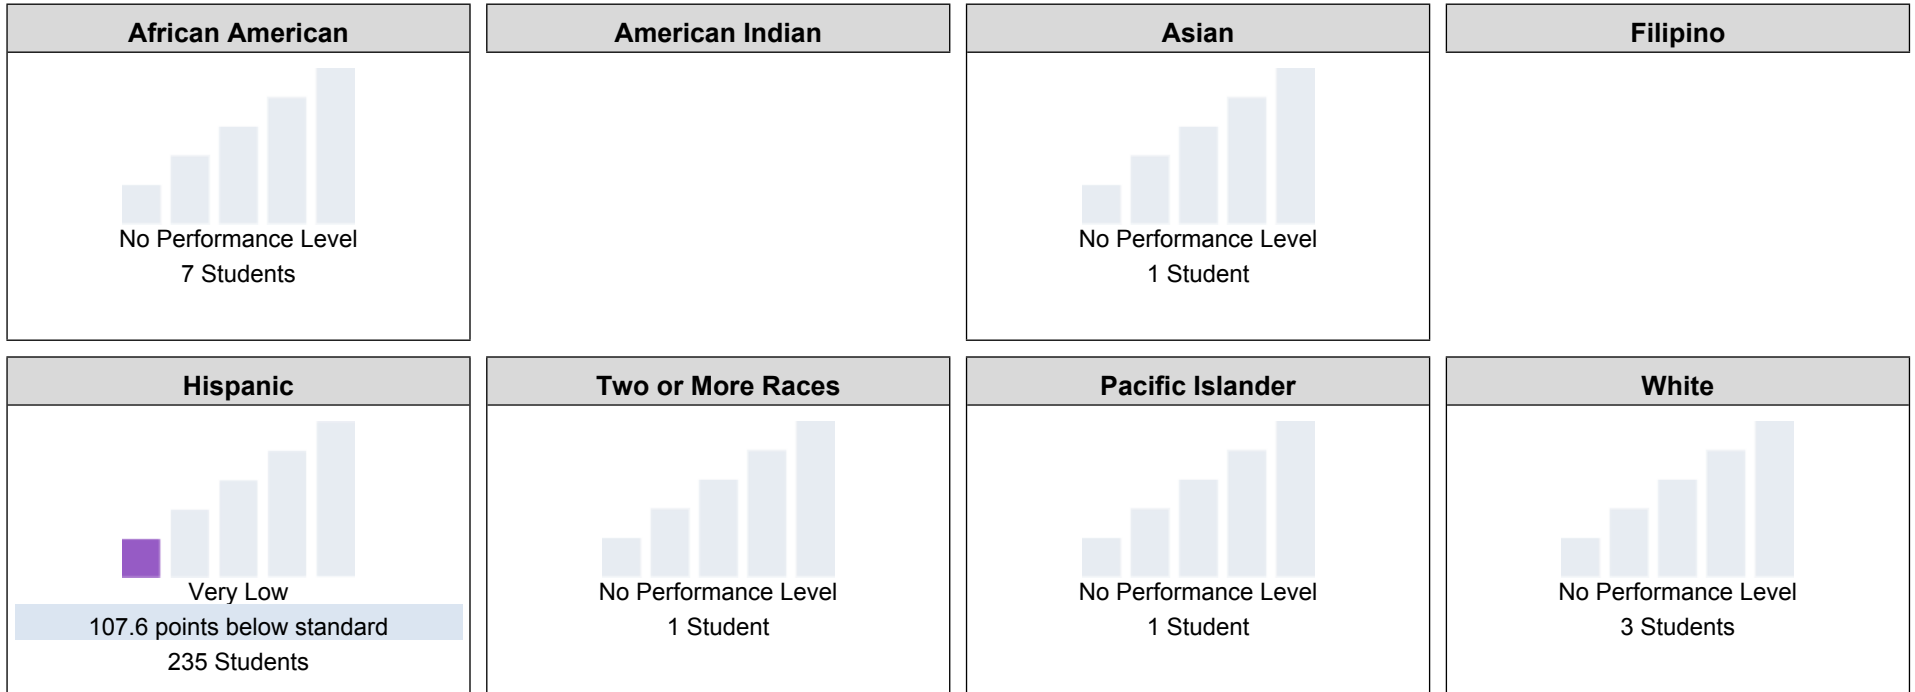 African American
American Indian
Asian
Filipino
No Performance Level
7 Students
No Performance Level
1 Student
Hispanic
Two or More Races
Pacific Islander
White
Very Low
107.6 points below standard
235 Students
No Performance Level
1 Student
No Performance Level
1 Student
No Performance Level
3 Students